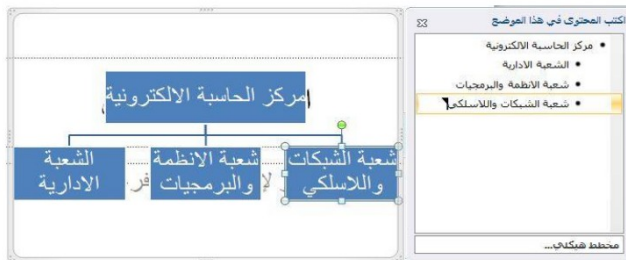 اكتب المحتوى في هذا الموضع
مركز الحاسبة الالكترونية
الشعبة الادارية
شعبة الانظمة والبرمجيات
شعبة الشبكات واللاسلكي
مخطط هيكلي...
مركز الحاسبة الالكترونية
شعبة الشبكات
واللاسلكي
شعبة الانظمة
والبرمجيات
الشعبة
الادارية